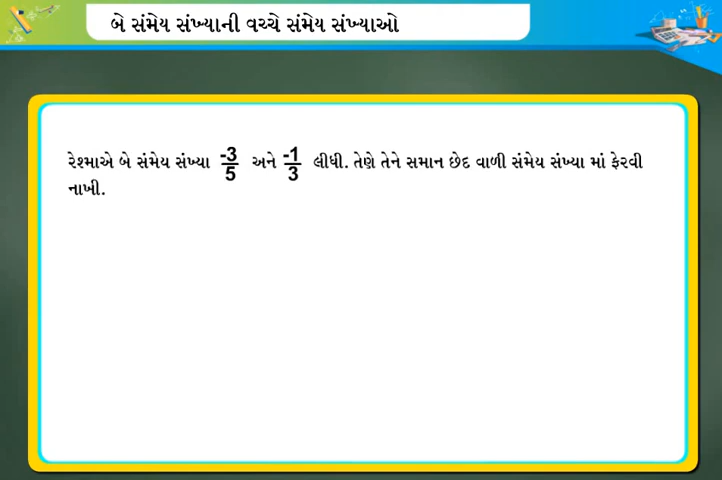 બે સંમેય સંખ્યાની વચ્ચે સંમેય સંખ્યાઓ
રેશ્માએ બે સંમેય સંખ્યા -3/5 અને -1/3 લીધી. તેણે તેને સમાન છેદ વાળી સંમેય સંખ્યા માં ફેરવી
નાખી.